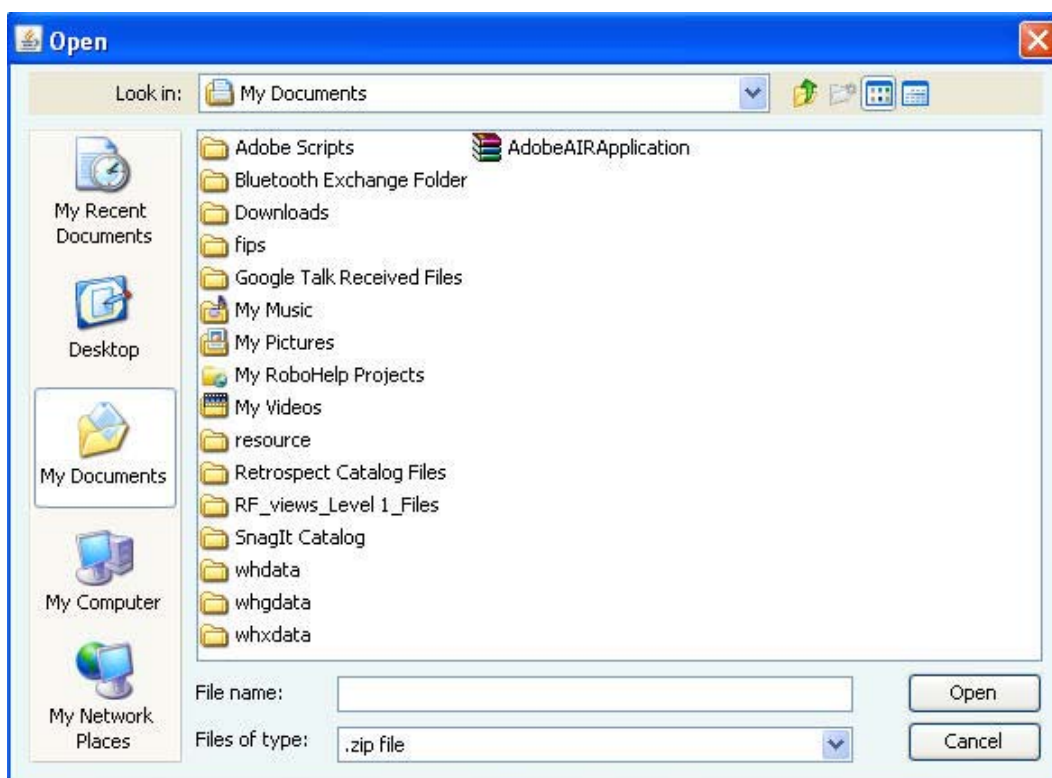 Open
Look in:
My Documents
My Recent
Documents
Desktop
My Documents
My Computer
My Network
Places
Adobe Scripts
Bluetooth Exchange Folder
Downloads
fips
Google Talk Received Files
My Music
My Pictures
My RoboHelp Projects
My Videos
resource
Retrospect Catalog Files
RF_views_Level 1_Files
SnagIt Catalog
whdata
whgdata
whxdata
AdobeAIRApplication
File name:
Open
Files of type:
.zip file
Cancel